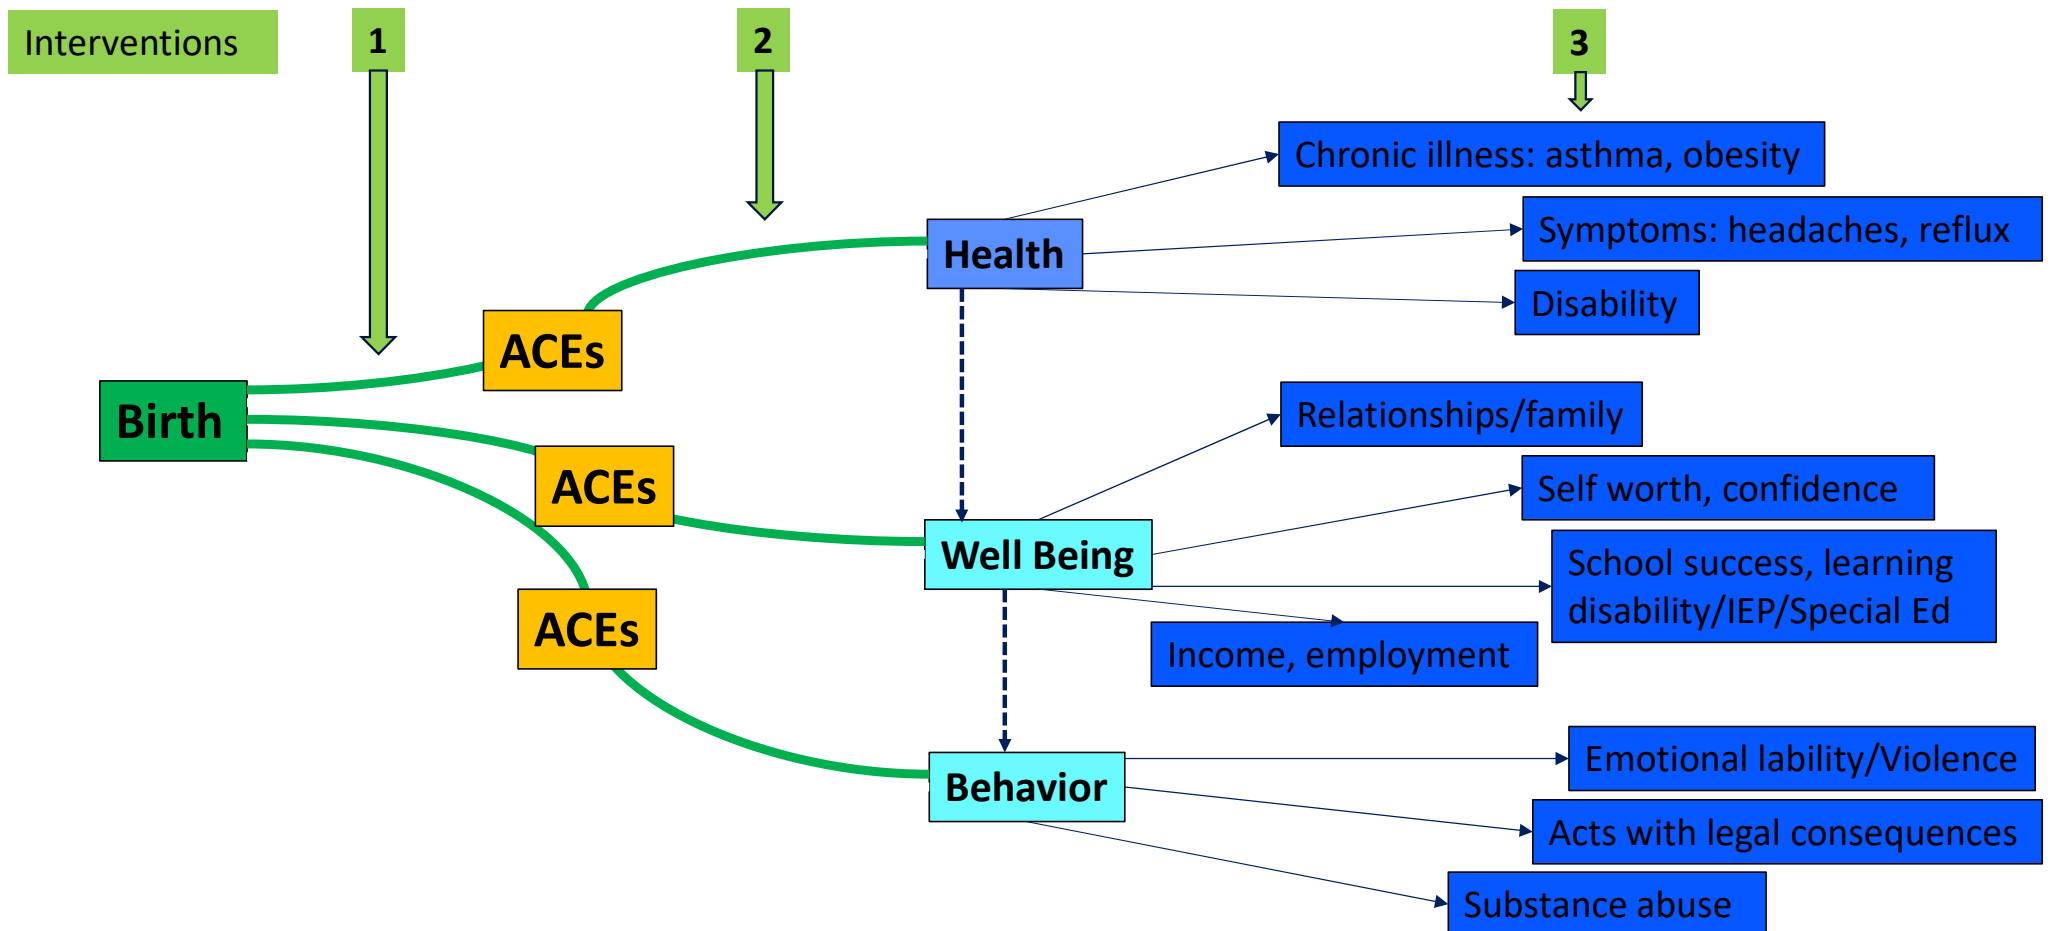 Interventions
1
2
3
Chronic illness: asthma, obesity
Symptoms: headaches, reflux
Health
Disability
ACEs
Birth
Relationships/family
ACEs
Self worth, confidence
Well Being
School success, learning
disability/IEP/Special Ed
ACEs
Income, employment
Emotional lability/Violence
Behavior
Acts with legal consequences
Substance abuse